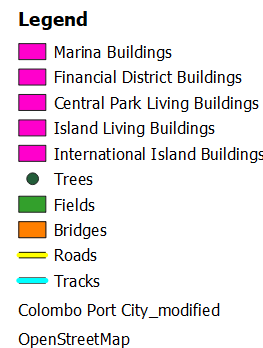 Legend
Marina Buildings
Financial District Buildings
Central Park Living Buildings
Island Living Buildings
International Island Buildings
Trees
Fields
Bridges
Roads
Tracks
Colombo Port City_modified
OpenStreetMap